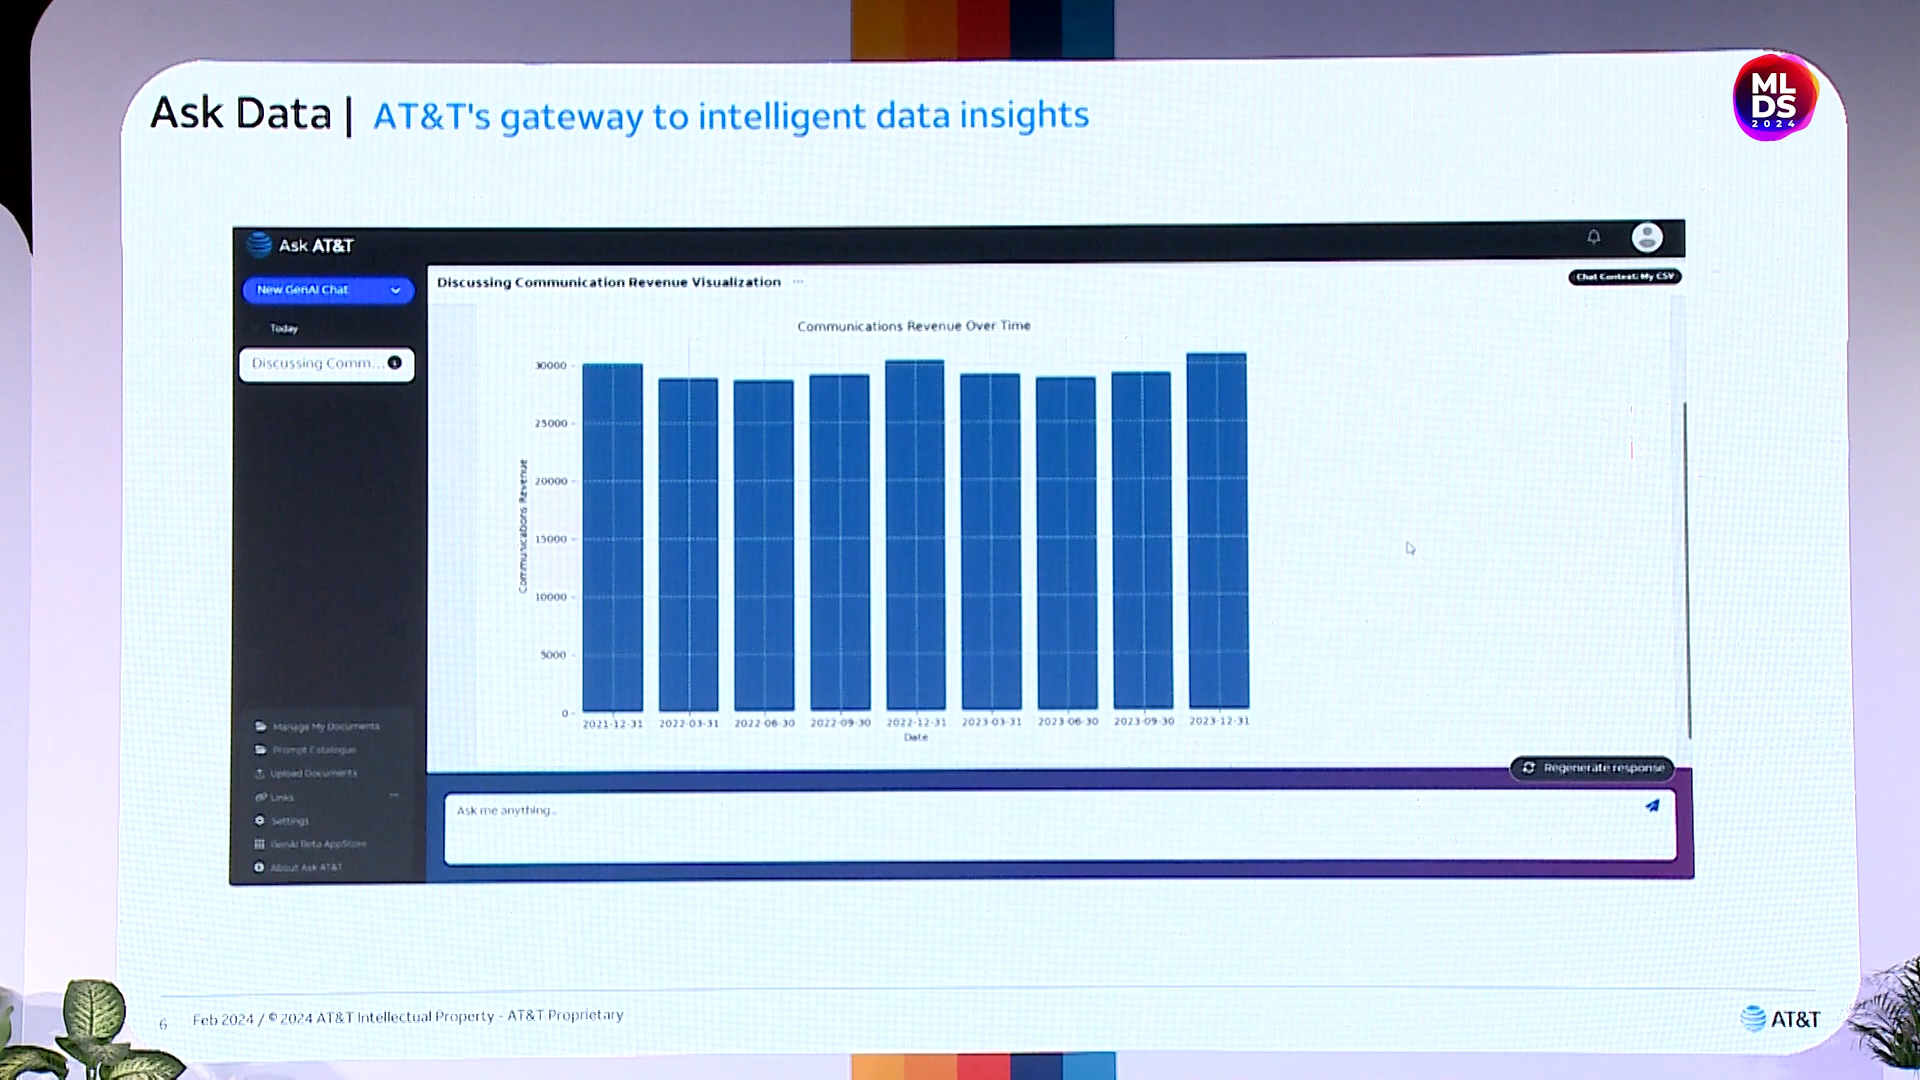 Ask Data | AT&T's gateway to intelligent data insights
ML
DS
2024
Ask AT&T
New GenAI Chat
Today
Discussing Comm...
Manage My Documents
Prompt Catalogue
Upload Documents
Links
Settings
GenAI Beta AppStore
About Ask AT&T
Discussing Communication Revenue Visualization ...
Chat Context: My CSV
Communications Revenue Over Time
Communications Revenue
30000
25000
20000
15000
10000
5000
0
2021-12-31 2022-03-31 2022-06-30 2022-09-30 2022-12-31 2023-03-31 2023-06-30 2023-09-30 2023-12-31
Date
Regenerate response
Ask me anything...
6 Feb 2024 / © 2024 AT&T Intellectual Property - AT&T Proprietary
AT&T